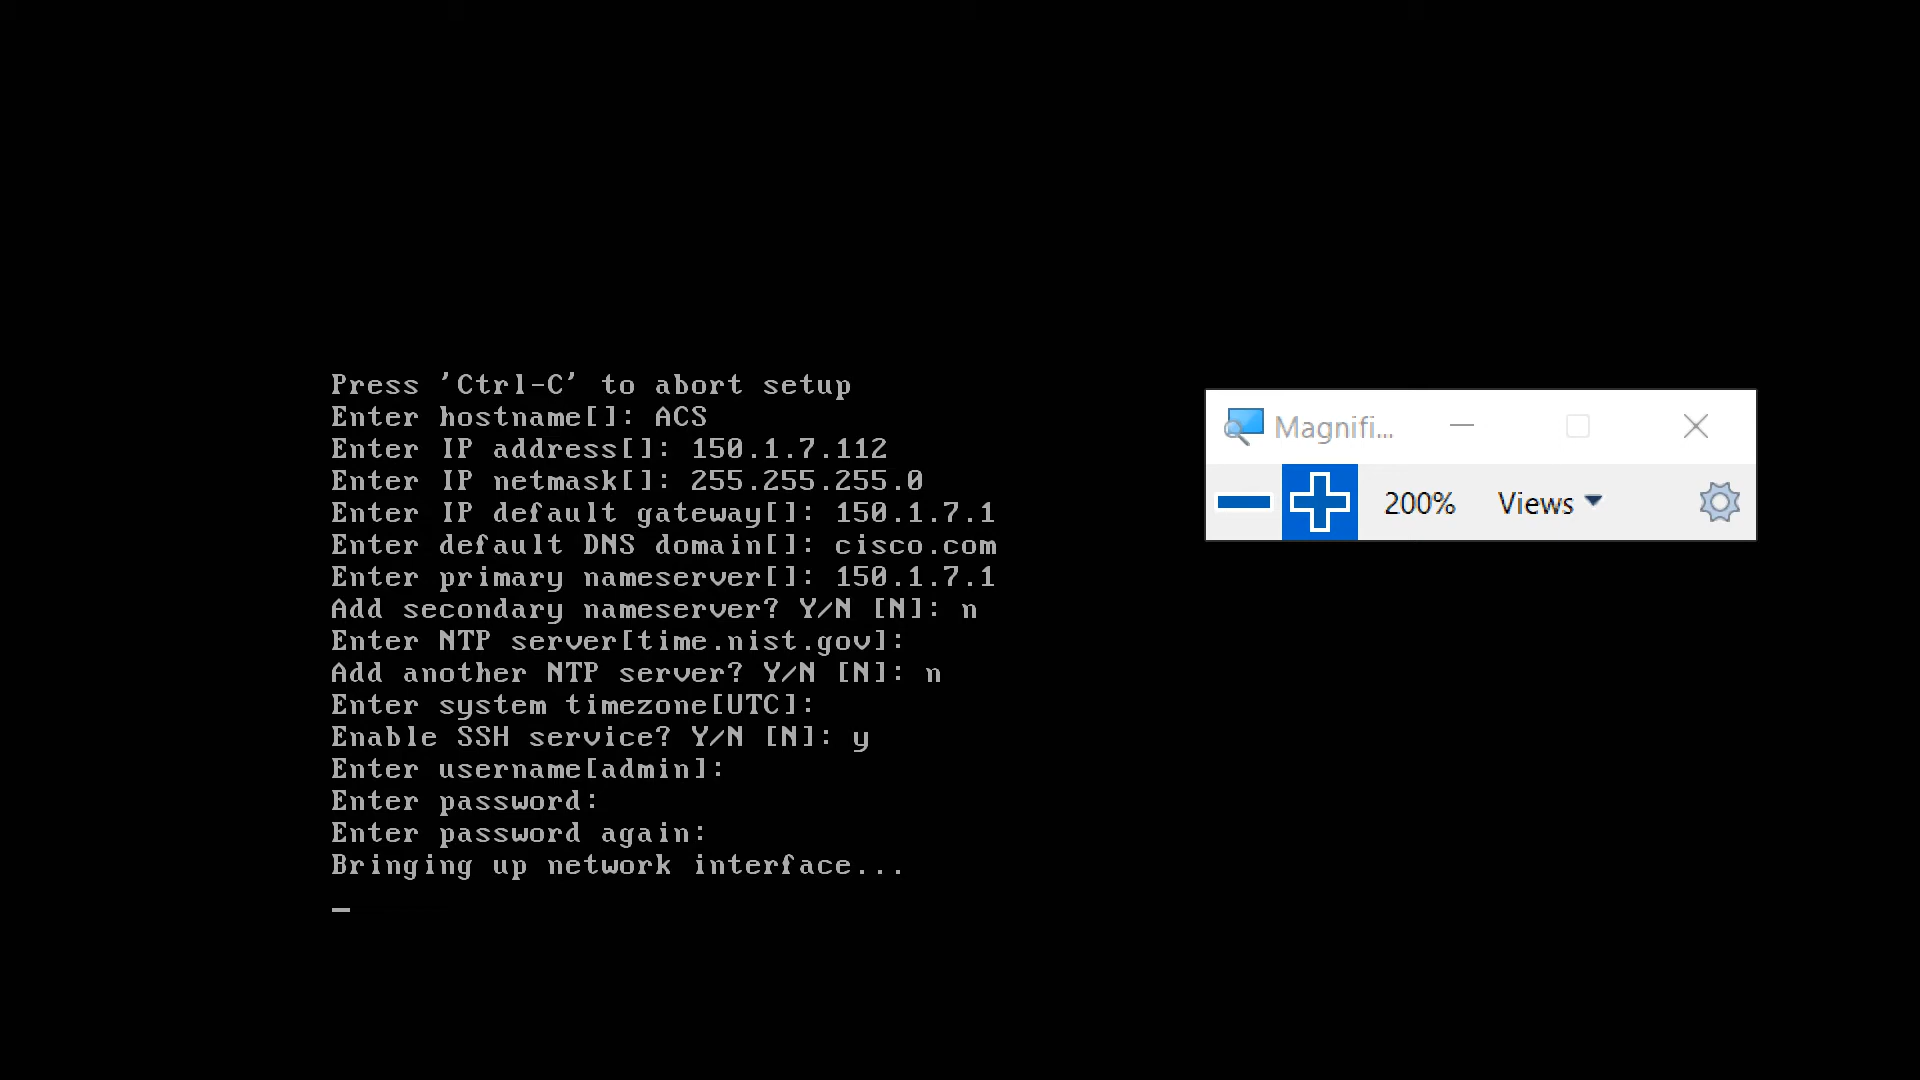 Press 'Ctrl-C' to abort setup
Enter hostname[]: ACS
Enter IP address[]: 150.1.7.112
Enter IP netmask[]: 255.255.255.0
Enter IP default gateway[]: 150.1.7.1
Enter default DNS domain[]: cisco.com
Enter primary nameserver[]: 150.1.7.1
Add secondary nameserver? Y/N [N]: n
Enter NTP server[time.nist.gov]:
Add another NTP server? Y/N [N]: n
Enter system timezone[UTC]:
Enable SSH service? Y/N [N]: y
Enter username[admin]:
Enter password:
Enter password again:
Bringing up network interface...
_
Magnifi...
200% Views